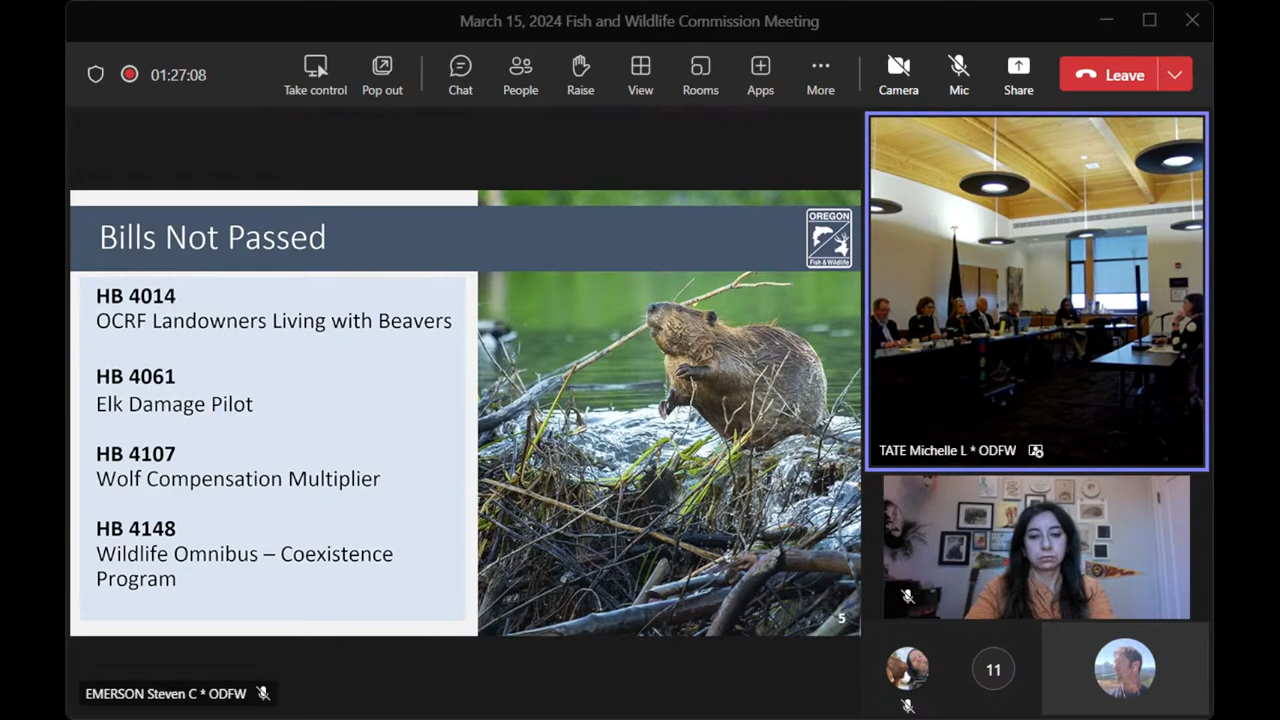 March 15, 2024 Fish and Wildlife Commission Meeting
01:27:08
Take control
Pop out
Chat
People
Raise
View
Rooms
Apps
More
Camera
Mic
Share
Leave
Bills Not Passed
OREGON
Fish & Wildlife
HB 4014
OCRF Landowners Living with Beavers
HB 4061
Elk Damage Pilot
HB 4107
Wolf Compensation Multiplier
HB 4148
Wildlife Omnibus – Coexistence
Program
5
TATE Michelle L * ODFW
11
EMERSON Steven C * ODFW